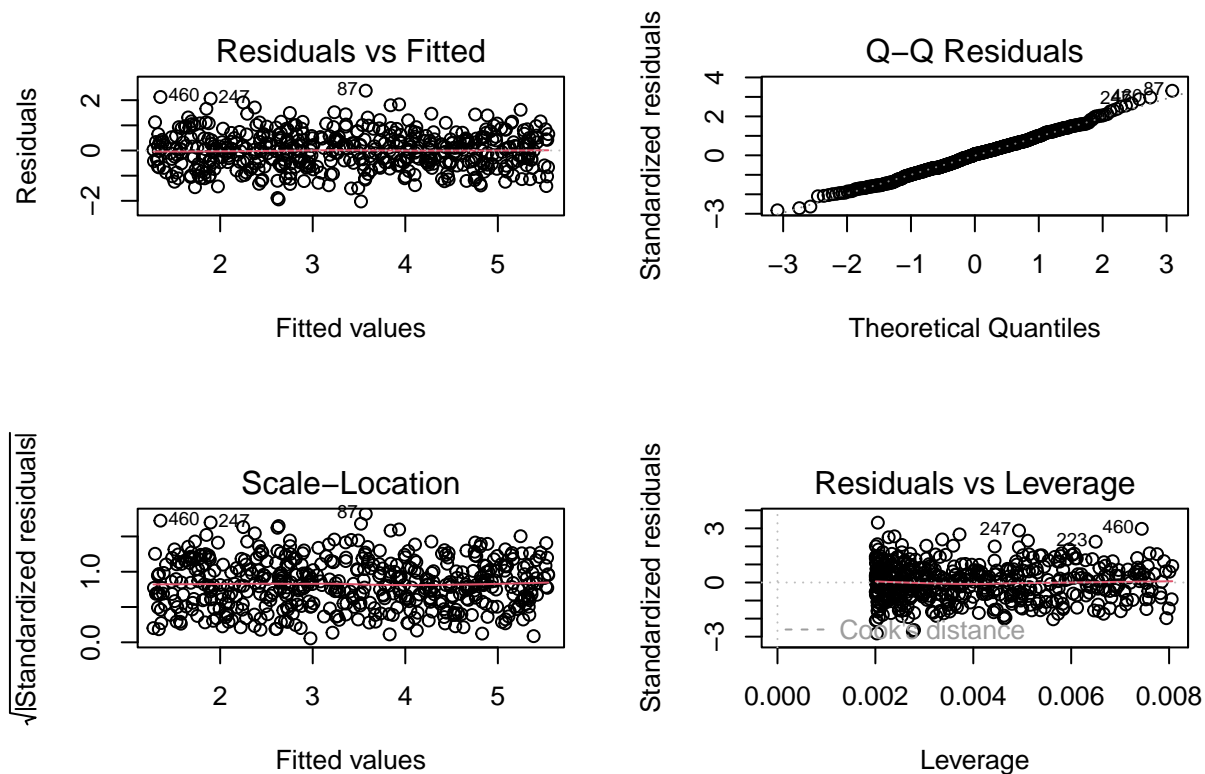 Residuals vs Fitted
Residuals
2
0
−2
460
247
87
2 3 4 5
Fitted values
Q−Q Residuals
Standardized residuals
4
2
0
−3
87
−3 −2 −1 0 1 2 3
Theoretical Quantiles
Scale−Location
√|Standardized residuals|
1.0
0.0
460
247
87
2 3 4 5
Fitted values
Residuals vs Leverage
Standardized residuals
3
0
−3
247
223
460
Cook's distance
0.000 0.002 0.004 0.006 0.008
Leverage